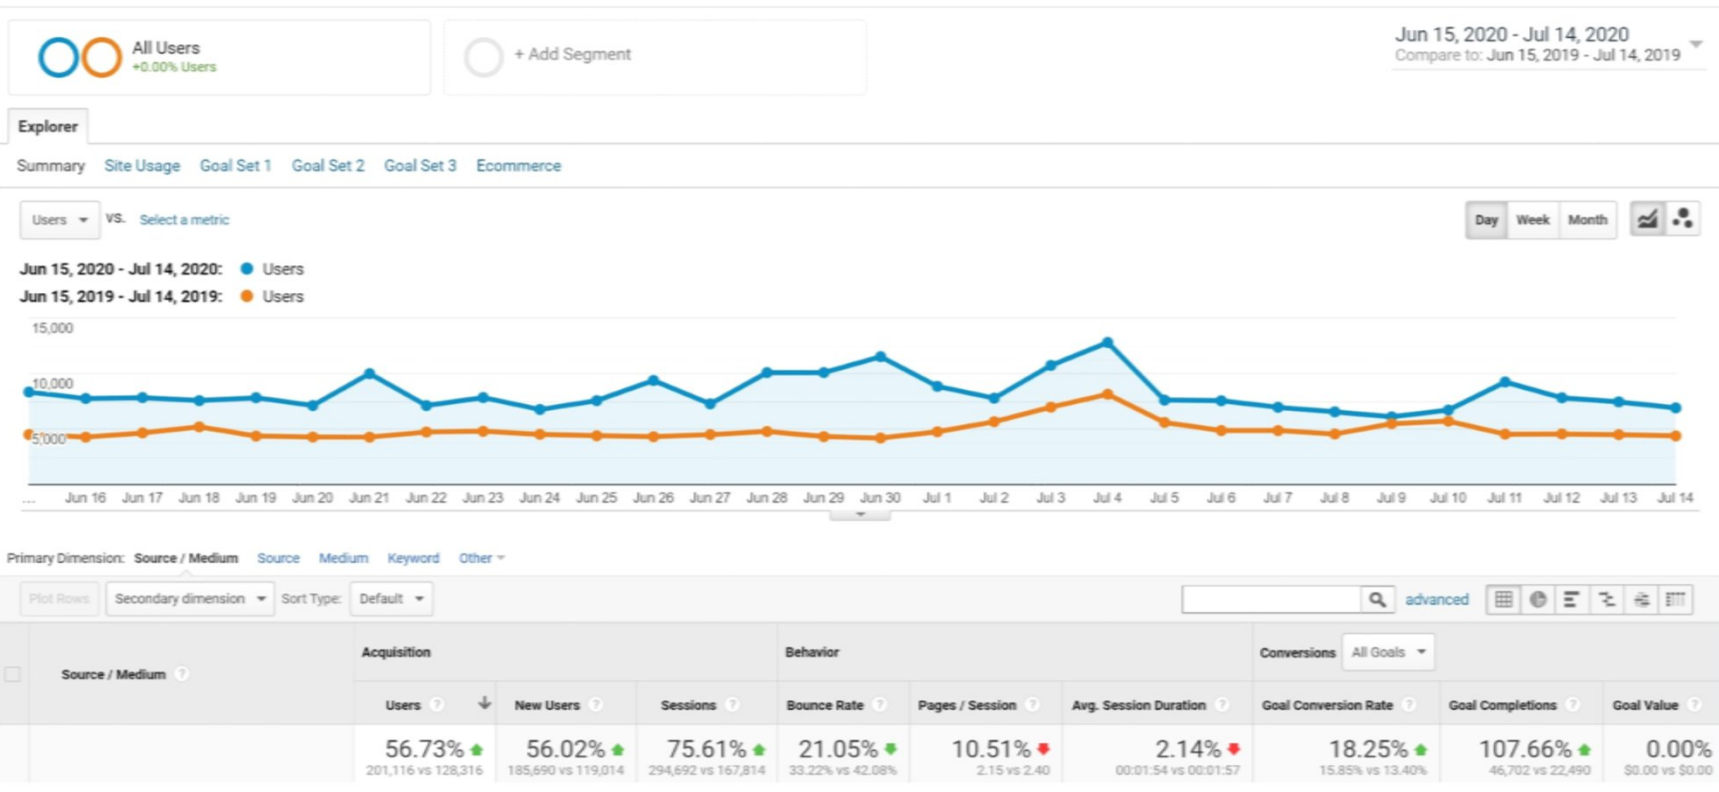 All Users
+0.00% Users
+ Add Segment
Jun 15, 2020 - Jul 14, 2020
Compare to: Jun 15, 2019 - Jul 14, 2019
Explorer
Summary Site Usage Goal Set 1 Goal Set 2 Goal Set 3 Ecommerce
Users VS. Select a metric
Day Week Month
Jun 15, 2020 - Jul 14, 2020: Users
Jun 15, 2019 - Jul 14, 2019: Users
15,000
10,000
5,000
... Jun 16 Jun 17 Jun 18 Jun 19 Jun 20 Jun 21 Jun 22 Jun 23 Jun 24 Jun 25 Jun 26 Jun 27 Jun 28 Jun 29 Jun 30 Jul 1 Jul 2 Jul 3 Jul 4 Jul 5 Jul 6 Jul 7 Jul 8 Jul 9 Jul 10 Jul 11 Jul 12 Jul 13 Jul 14
Primary Dimension: Source / Medium Source Medium Keyword Other
Plot Rows Secondary dimension Sort Type: Default advanced
Acquisition Behavior Conversions All Goals
Source / Medium ?
Users ? New Users ? Sessions ? Bounce Rate ? Pages / Session ? Avg. Session Duration ? Goal Conversion Rate ? Goal Completions ? Goal Value ?
56.73% 56.02% 75.61% 21.05% 10.51% 2.14% 18.25% 107.66% 0.00%
201,116 vs 128,316 185,690 vs 119,014 294,692 vs 167,814 33.22% vs 42.08% 2.15 vs 2.40 00:01:54 vs 00:01:57 15.85% vs 13.40% 46,702 vs 22,490 $0.00 vs $0.00